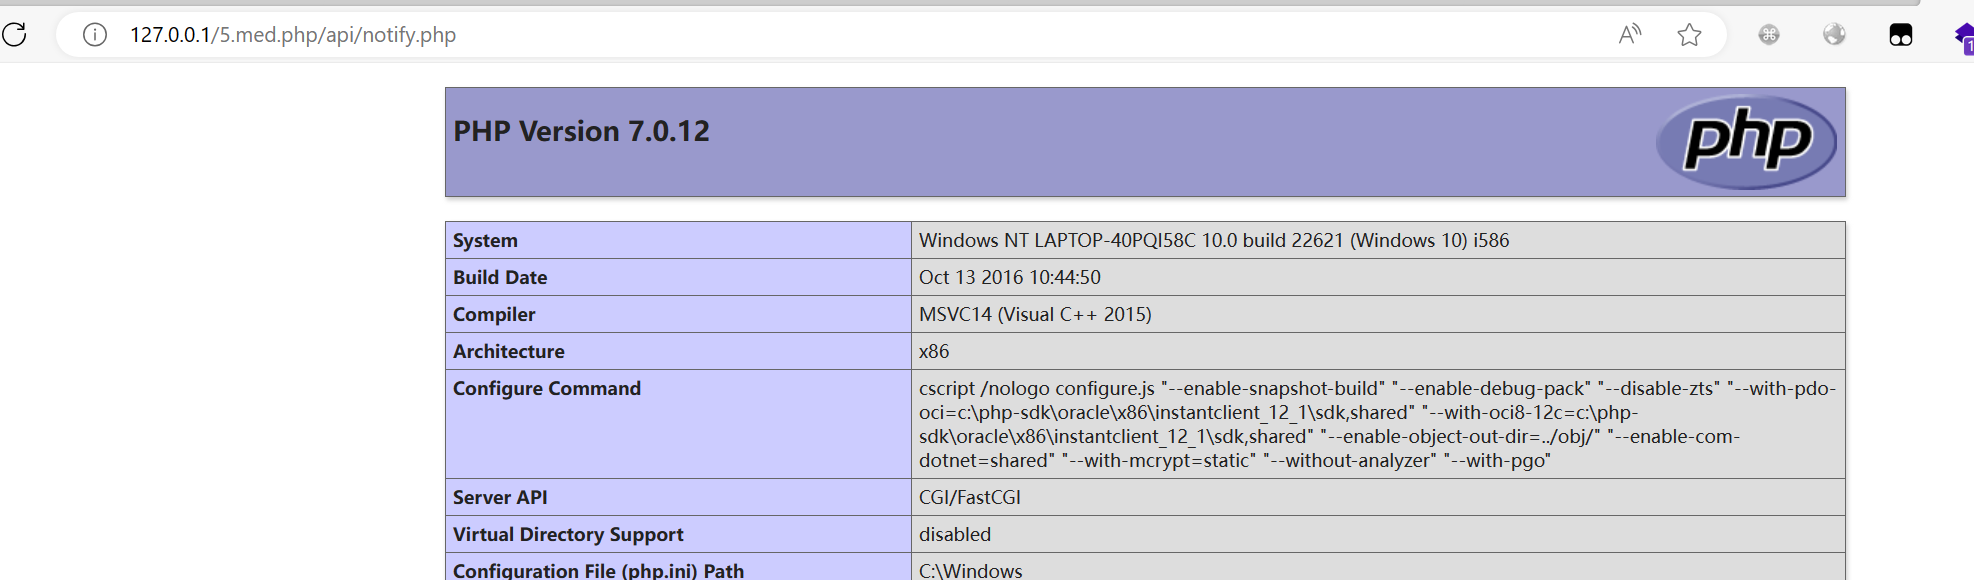 127.0.0.1/5.med.php/api/notify.php
PHP Version 7.0.12
php
System
Windows NT LAPTOP-40PQI58C 10.0 build 22621 (Windows 10) i586
Build Date
Oct 13 2016 10:44:50
Compiler
MSVC14 (Visual C++ 2015)
Architecture
x86
Configure Command
cscript /nologo configure.js "--enable-snapshot-build" "--enable-debug-pack" "--disable-zts" "--with-pdo-
oci=c:\php-sdk\oracle\x86\instantclient_12_1\sdk,shared" "--with-oci8-12c=c:\php-
sdk\oracle\x86\instantclient_12_1\sdk,shared" "--enable-object-out-dir=../obj/" "--enable-com-
dotnet=shared" "--with-mcrypt=static" "--without-analyzer" "--with-pgo"
Server API
CGI/FastCGI
Virtual Directory Support
disabled
Configuration File (php.ini) Path
C:\Windows